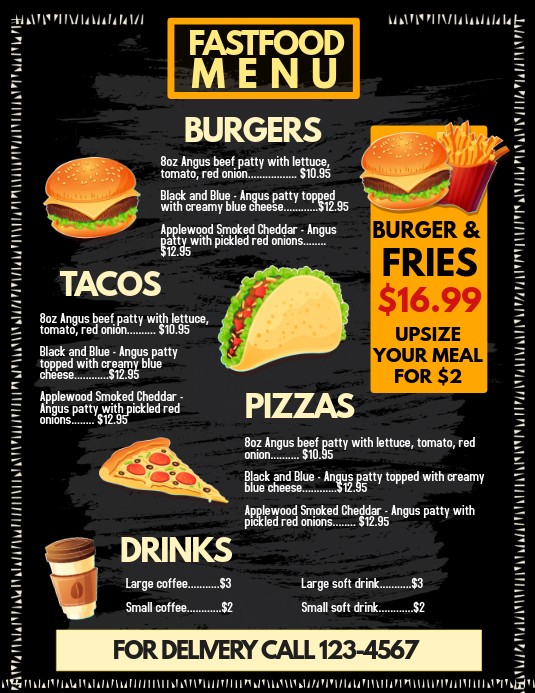 FASTFOOD
MENU
BURGERS
8oz Angus beef patty with lettuce,
tomato, red onion................. $10.95
Black and Blue - Angus patty topped
with creamy blue cheese............$12.95
Applewood Smoked Cheddar - Angus
patty with pickled red onions........
$12.95
BURGER &
FRIES
$16.99
UPSIZE
YOUR MEAL
FOR $2
TACOS
8oz Angus beef patty with lettuce,
tomato, red onion.......... $10.95
Black and Blue - Angus patty
topped with creamy blue
cheese............$12.95
Applewood Smoked Cheddar -
Angus patty with pickled red
onions........ $12.95
PIZZAS
8oz Angus beef patty with lettuce, tomato, red
onion.......... $10.95
Black and Blue - Angus patty topped with creamy
blue cheese............$12.95
Applewood Smoked Cheddar - Angus patty with
pickled red onions........ $12.95
DRINKS
Large coffee...........$3
Small coffee............$2
Large soft drink...........$3
Small soft drink............$2
FOR DELIVERY CALL 123-4567